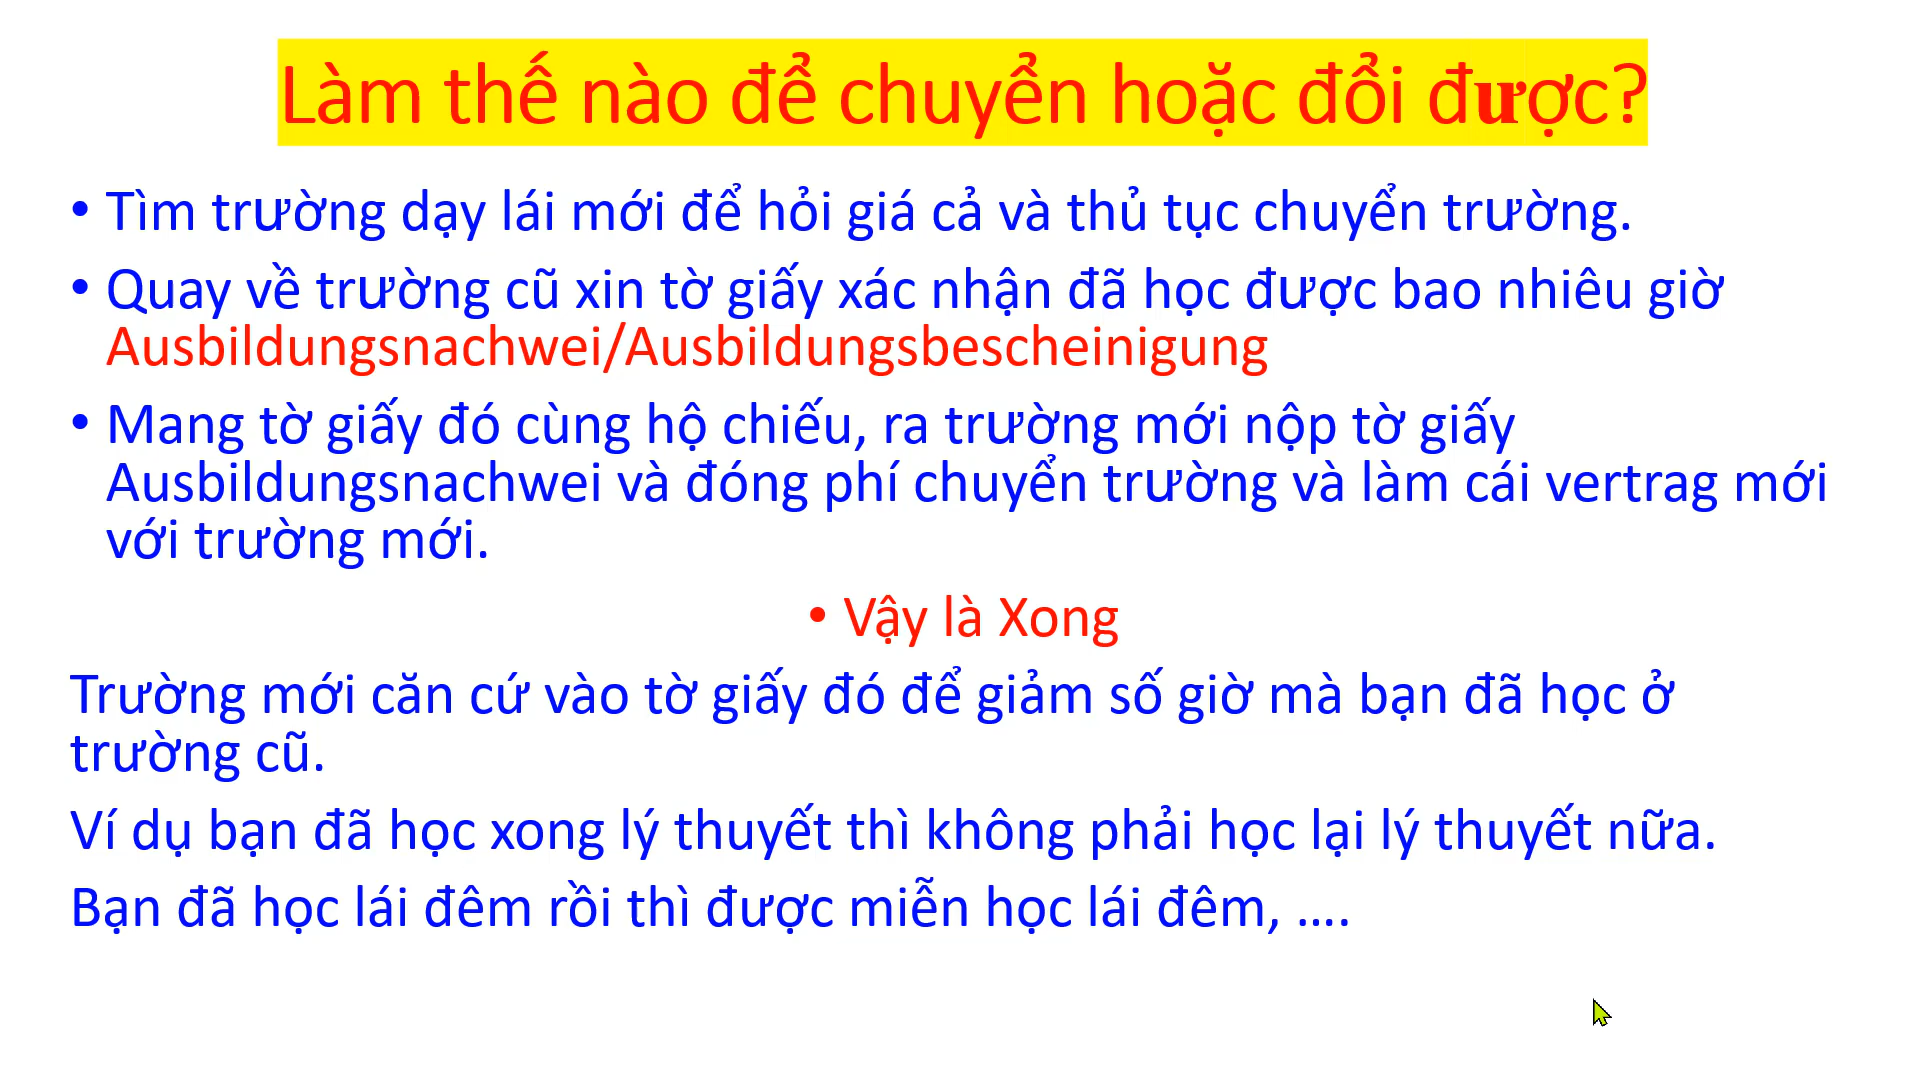 Làm thế nào để chuyển hoặc đổi được?
• Tìm trường dạy lái mới để hỏi giá cả và thủ tục chuyển trường.
• Quay về trường cũ xin tờ giấy xác nhận đã học được bao nhiêu giờ
Ausbildungsnachwei/Ausbildungsbescheinigung
• Mang tờ giấy đó cùng hộ chiếu, ra trường mới nộp tờ giấy
Ausbildungsnachwei và đóng phí chuyển trường và làm cái vertrag mới
với trường mới.
• Vậy là Xong
Trường mới căn cứ vào tờ giấy đó để giảm số giờ mà bạn đã học ở
trường cũ.
Ví dụ bạn đã học xong lý thuyết thì không phải học lại lý thuyết nữa.
Bạn đã học lái đêm rồi thì được miễn học lái đêm, ....